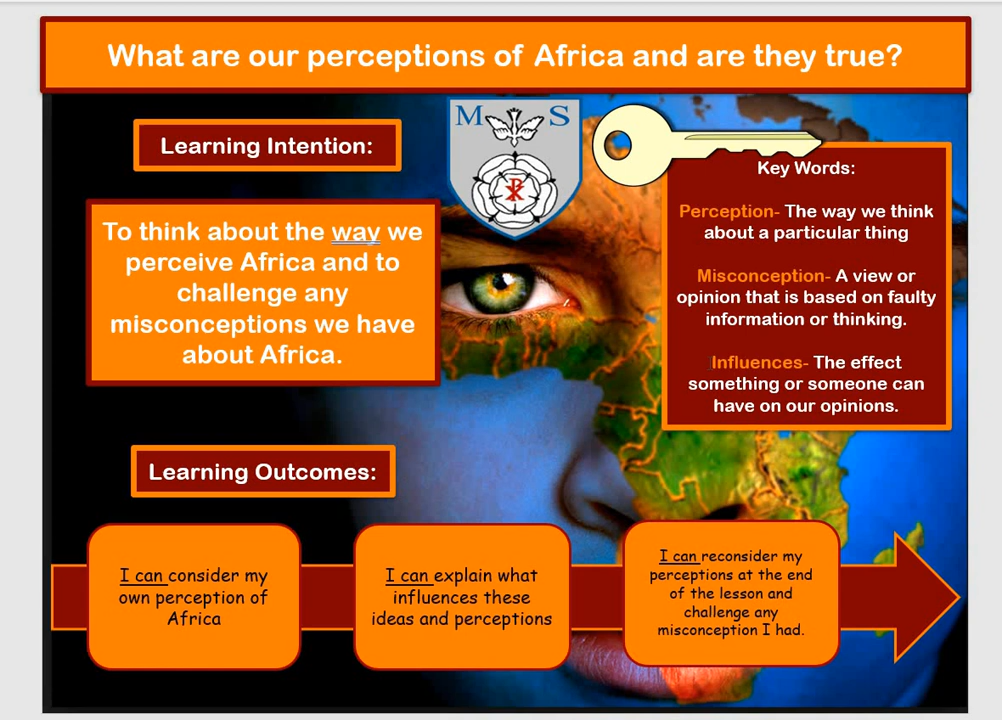 What are our perceptions of Africa and are they true?
M S
Learning Intention:
To think about the way we
perceive Africa and to
challenge any
misconceptions we have
about Africa.
Key Words:
Perception- The way we think
about a particular thing
Misconception- A view or
opinion that is based on faulty
information or thinking.
Influences- The effect
something or someone can
have on our opinions.
Learning Outcomes:
I can consider my
own perception of
Africa
I can explain what
influences these
ideas and perceptions
I can reconsider my
perceptions at the end
of the lesson and
challenge any
misconception I had.